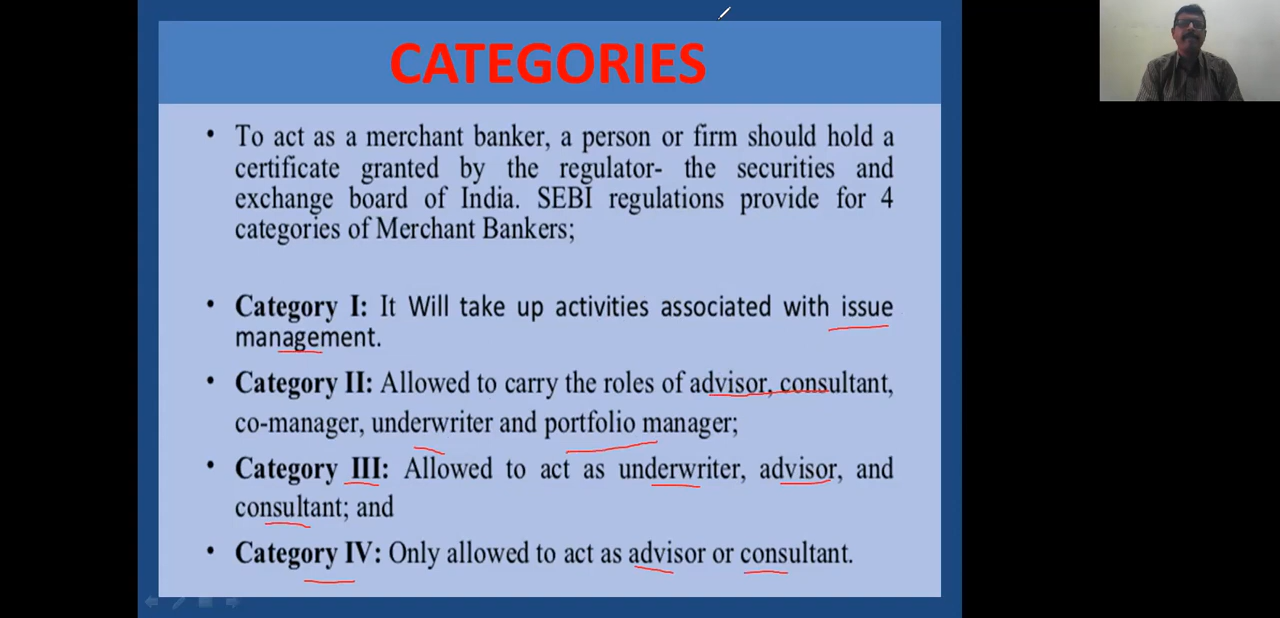 CATEGORIES
• To act as a merchant banker, a person or firm should hold a
certificate granted by the regulator- the securities and
exchange board of India. SEBI regulations provide for 4
categories of Merchant Bankers;
• Category I: It Will take up activities associated with issue
management.
• Category II: Allowed to carry the roles of advisor, consultant,
co-manager, underwriter and portfolio manager;
• Category III: Allowed to act as underwriter, advisor, and
consultant; and
• Category IV: Only allowed to act as advisor or consultant.